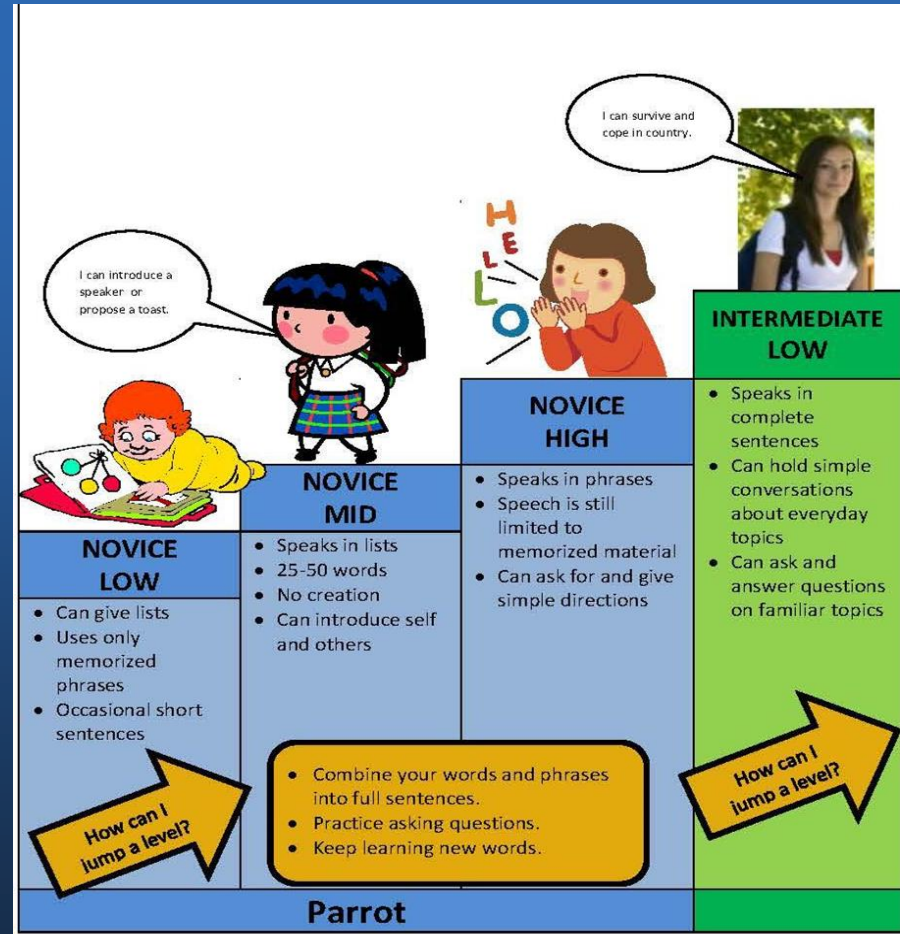 I can survive and
cope in country.
I can introduce a
speaker or
propose a toast.
H
E
L
L
O
NOVICE
LOW
• Can give lists
• Uses only
memorized
phrases
• Occasional short
sentences
NOVICE
MID
• Speaks in lists
• 25-50 words
• No creation
• Can introduce self
and others
NOVICE
HIGH
• Speaks in phrases
• Speech is still
limited to
memorized material
• Can ask for and give
simple directions
INTERMEDIATE
LOW
• Speaks in
complete
sentences
• Can hold simple
conversations
about everyday
topics
• Can ask and
answer questions
on familiar topics
How can I
jump a level?
• Combine your words and phrases
into full sentences.
• Practice asking questions.
• Keep learning new words.
How can I
jump a level?
Parrot